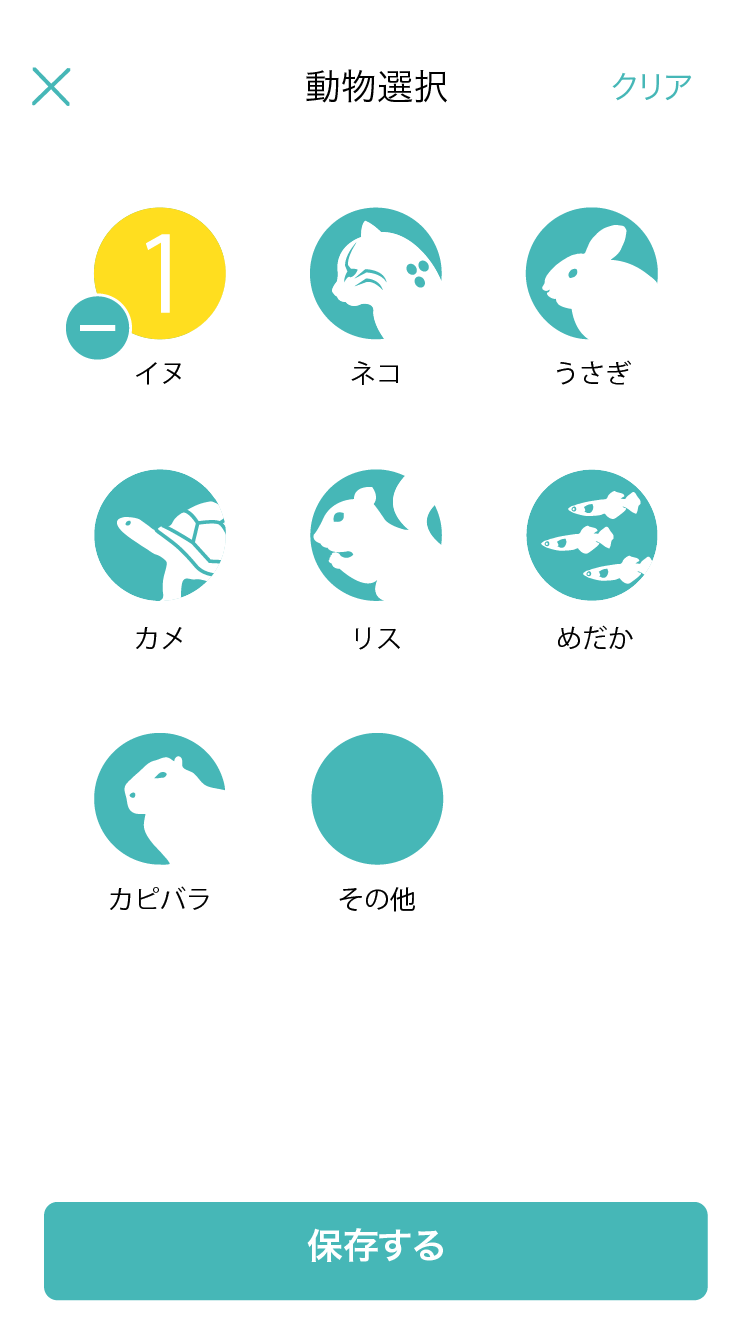 動物選択
クリア
1
イヌ
ネコ
うさぎ
カメ
リス
めだか
カピバラ
その他
保存する